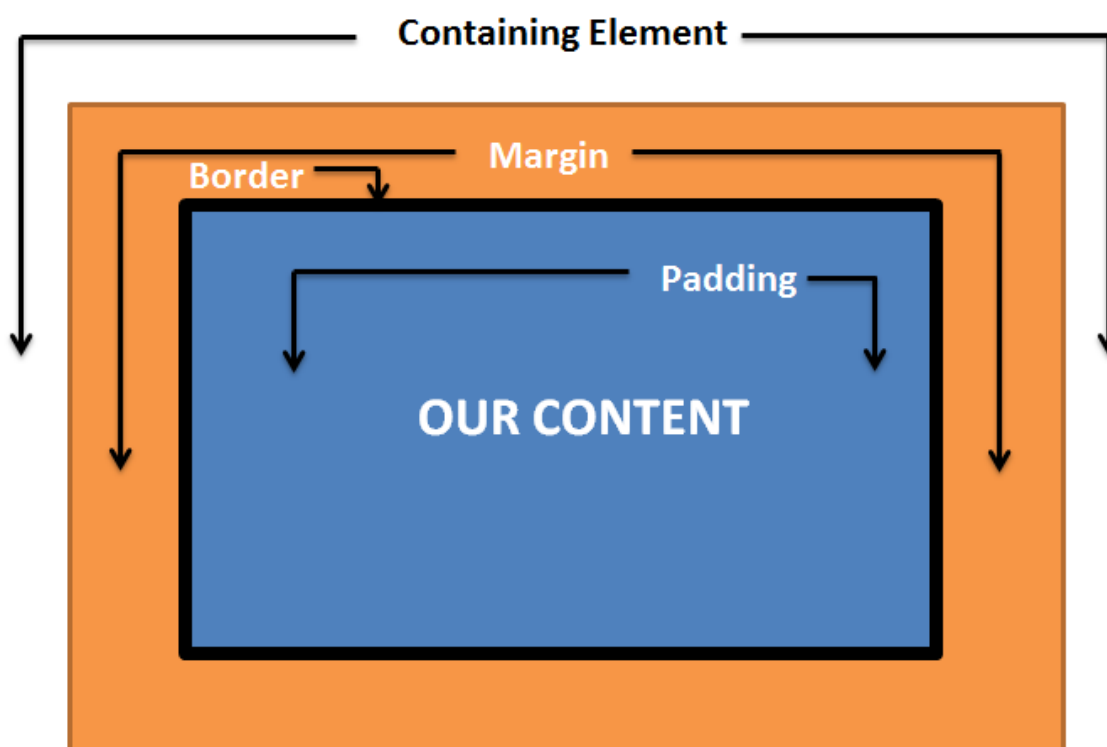 Containing Element
Margin
Border
Padding
OUR CONTENT